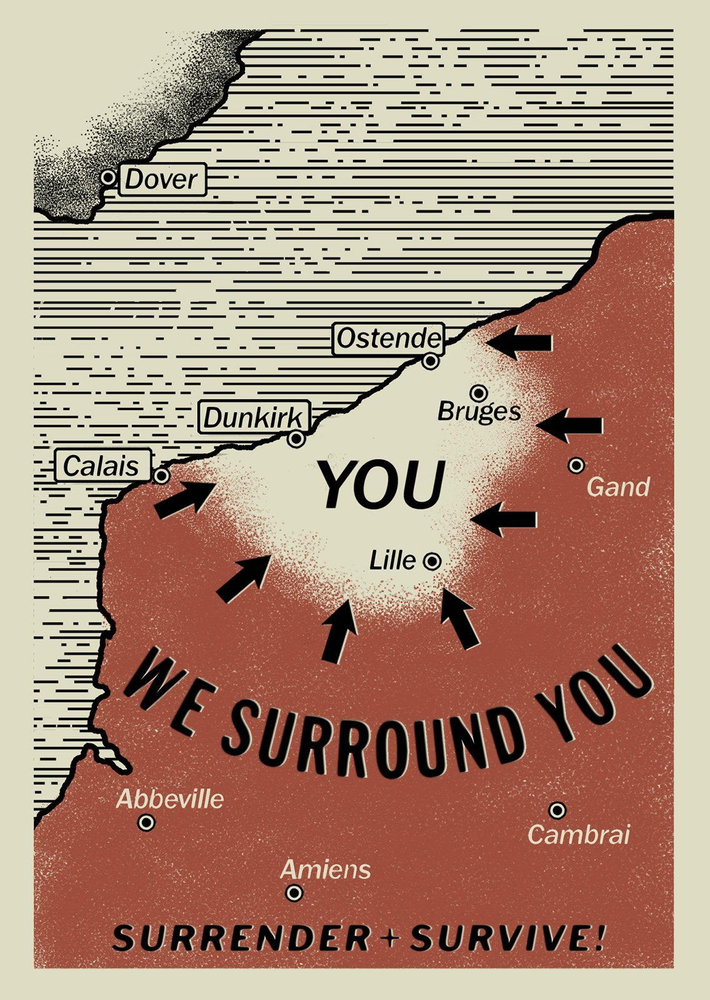 Dover
Ostende
Bruges
Dunkirk
Calais
YOU
Gand
Lille
WE SURROUND YOU
Abbeville
Cambrai
Amiens
SURRENDER + SURVIVE!